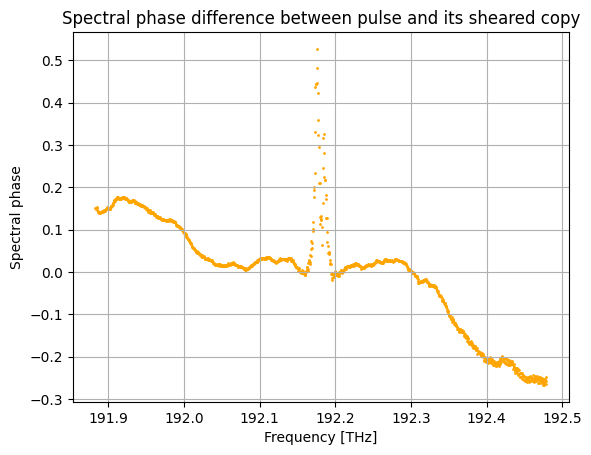 Spectral phase difference between pulse and its sheared copy
0.5
0.4
0.3
0.2
0.1
0.0
−0.1
−0.2
−0.3
Spectral phase
191.9 192.0 192.1 192.2 192.3 192.4 192.5
Frequency [THz]